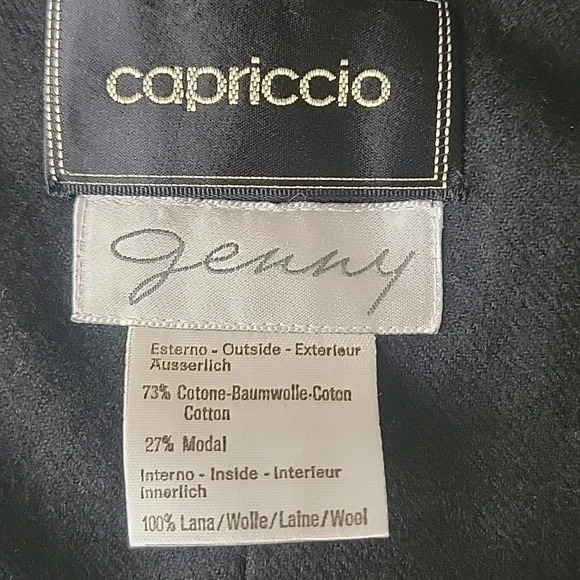 capriccio
genny
Esterno - Outside - Exterieur
Äusserlich
73% Cotone-Baumwolle-Coton
Cotton
27% Modal
Interno - Inside - Interieur
Innerlich
100% Lana/Wolle/Laine/Wool